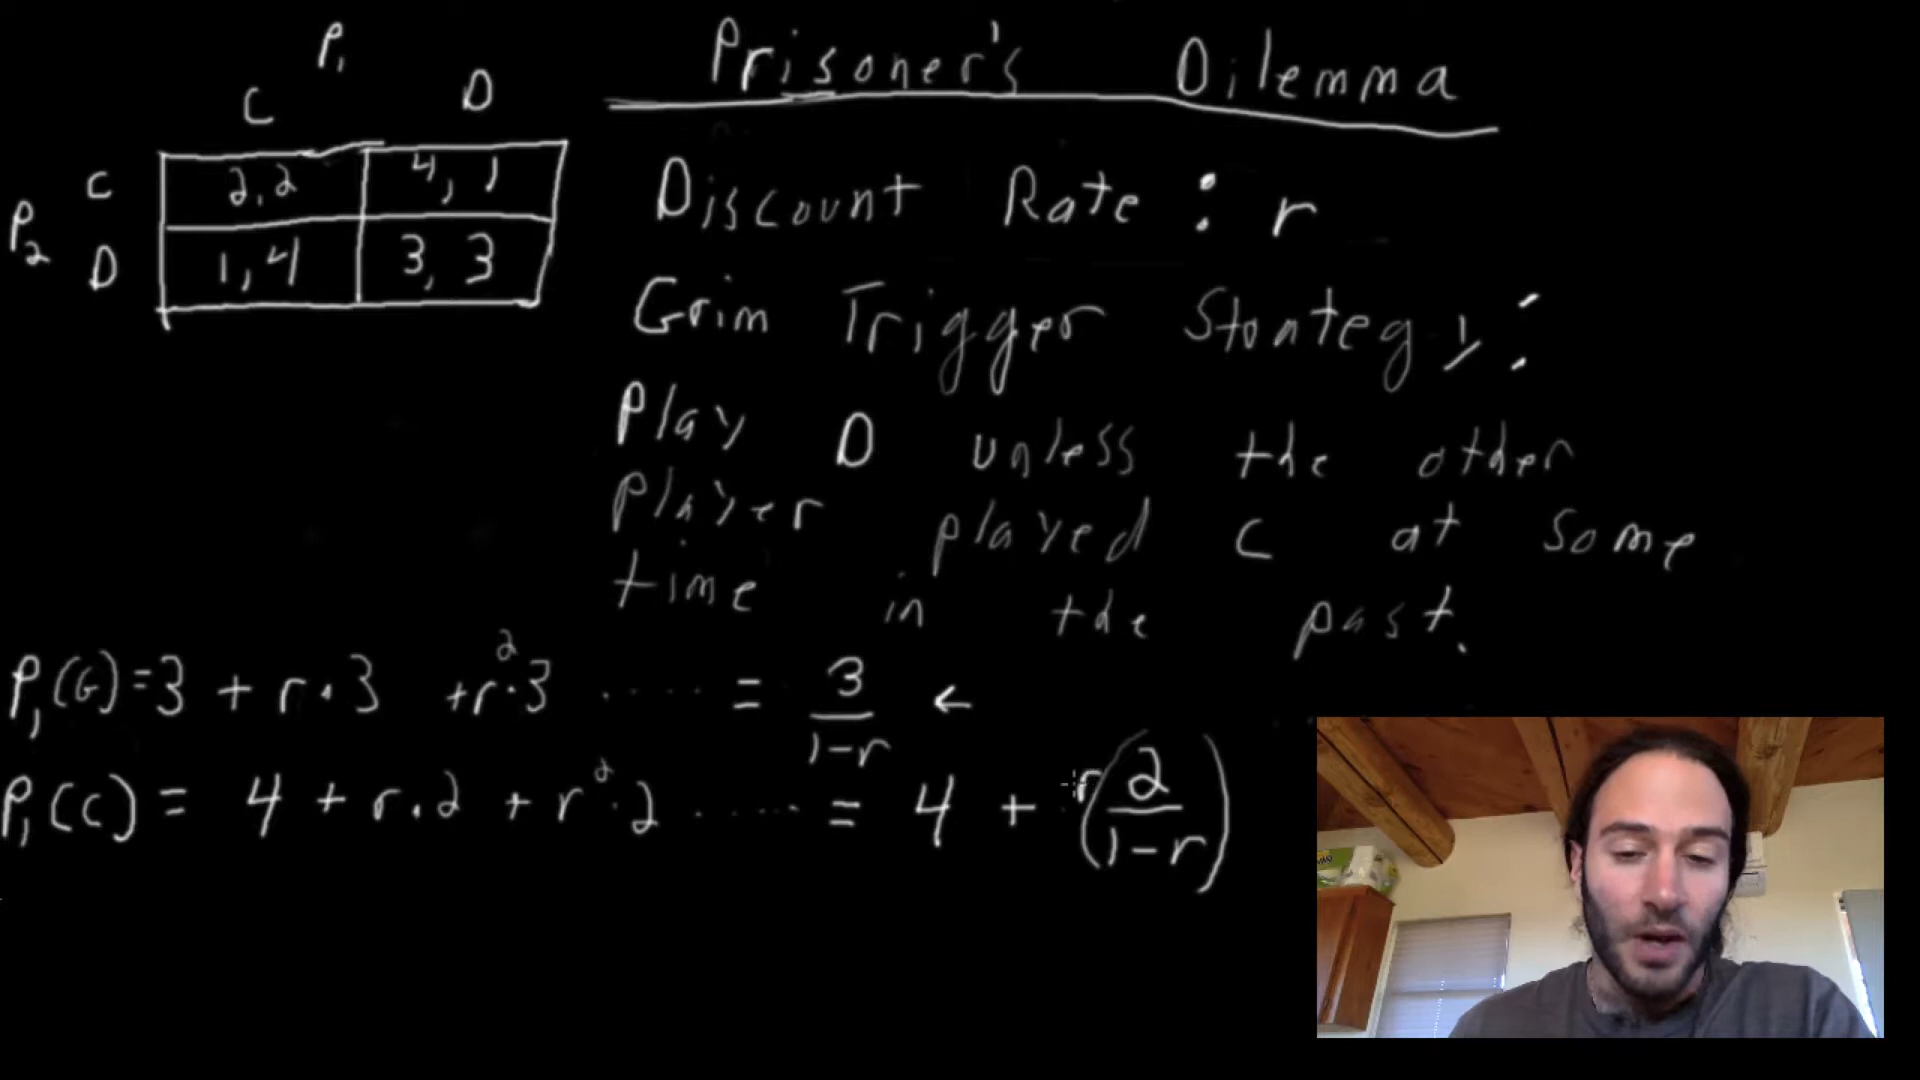 Prisoner's Dilemma
P₁
C D
P₂
C 2,2 4,1
D 1,4 3,3
Discount Rate : r
Grim Trigger Stontegy:
Play D unless the other
player played C at some
time in the past.
P₁(G)=3 + r·3 +r²·3 ..... = 3/(1-r) ←
P₁(C) = 4 + r·2 + r²·2 ..... = 4 + r(2/(1-r))